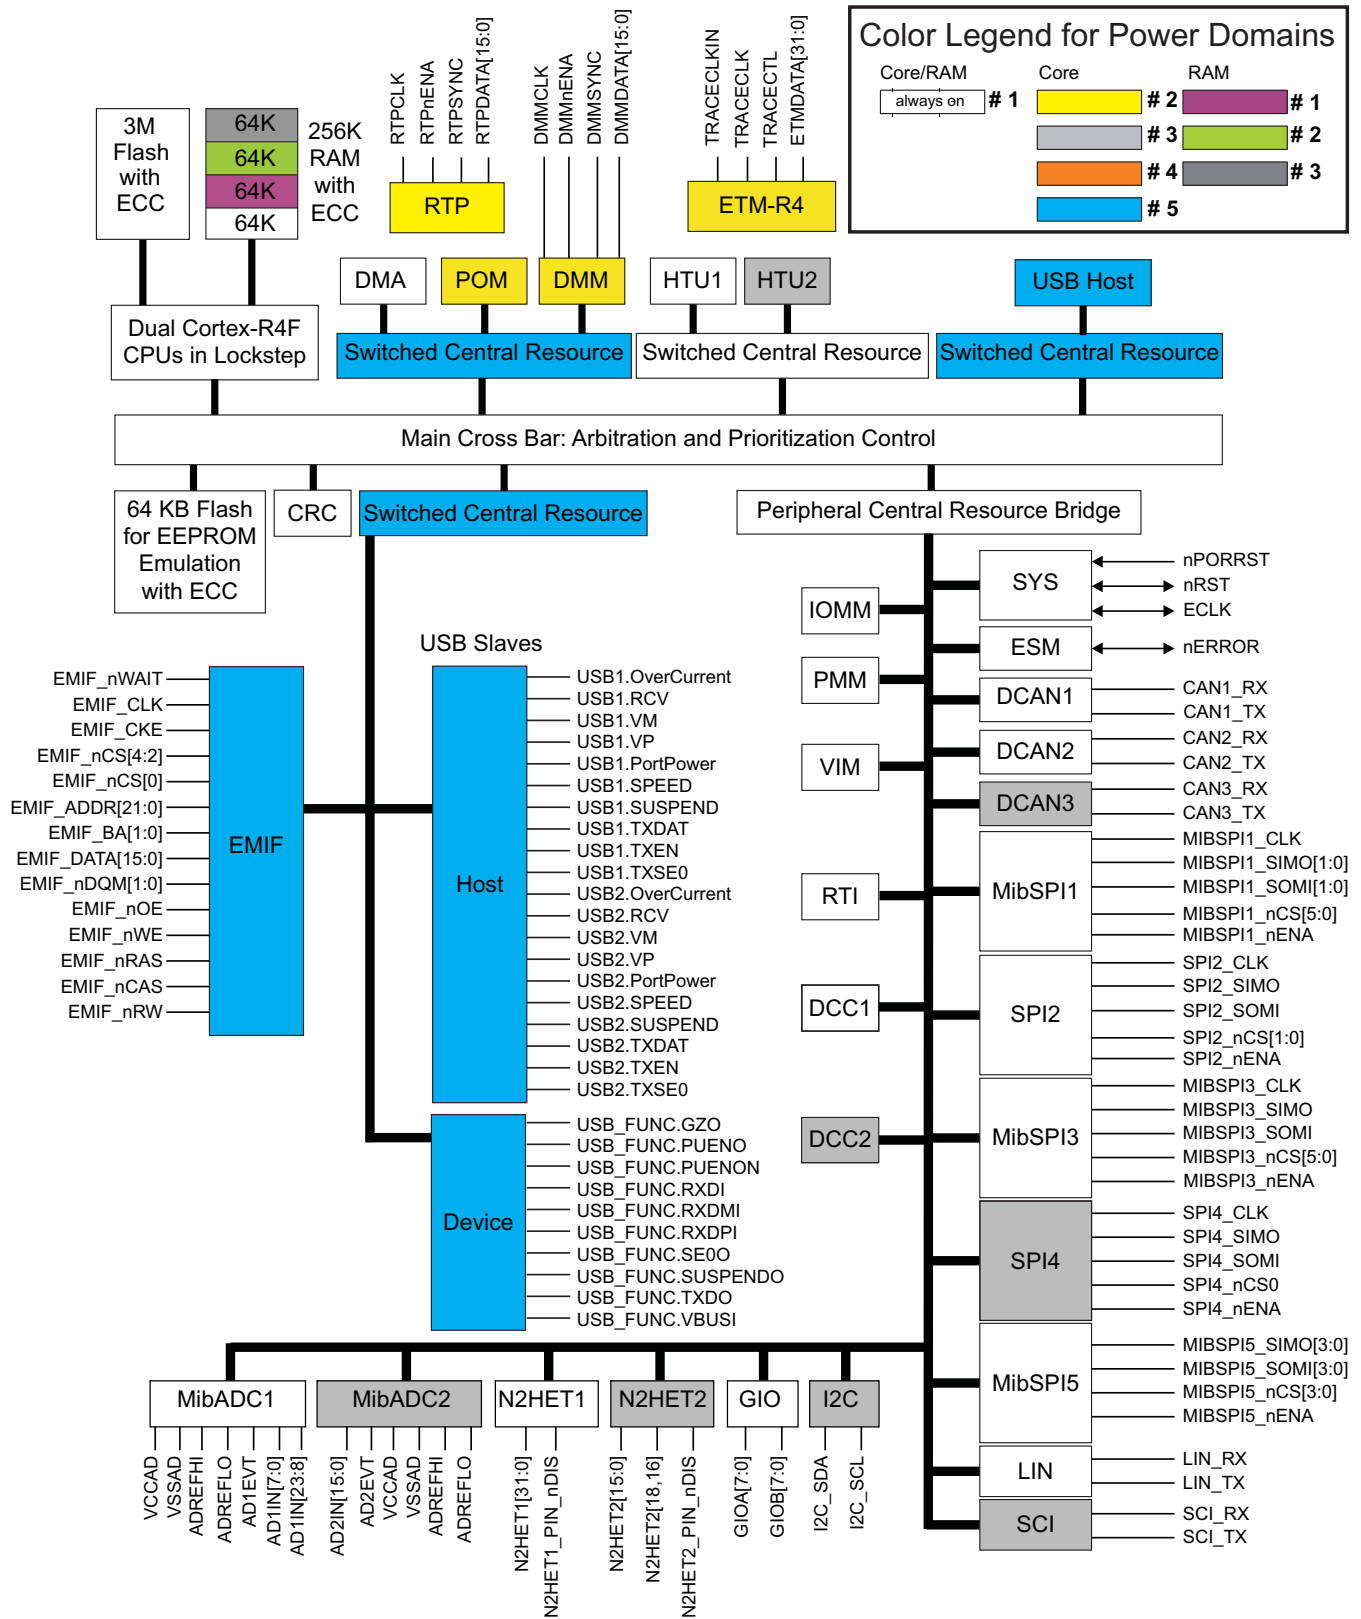 Color Legend for Power Domains
Core/RAM
Core
RAM
always on
# 1
# 2
# 1
# 3
# 2
# 4
# 3
# 5
RTPCLK
RTPnENA
RTPSYNC
RTPDATA[15:0]
DMMCLK
DMMnENA
DMMSYNC
DMMDATA[15:0]
TRACECLKIN
TRACECLK
TRACECTL
ETMDATA[31:0]
3M
Flash
with
ECC
64K
64K
64K
64K
256K
RAM
with
ECC
RTP
ETM-R4
DMA
POM
DMM
HTU1
HTU2
USB Host
Dual Cortex-R4F
CPUs in Lockstep
Switched Central Resource
Switched Central Resource
Switched Central Resource
Main Cross Bar: Arbitration and Prioritization Control
64 KB Flash
for EEPROM
Emulation
with ECC
CRC
Switched Central Resource
Peripheral Central Resource Bridge
USB Slaves
EMIF_nWAIT
EMIF_CLK
EMIF_CKE
EMIF_nCS[4:2]
EMIF_nCS[0]
EMIF_ADDR[21:0]
EMIF_BA[1:0]
EMIF_DATA[15:0]
EMIF_nDQM[1:0]
EMIF_nOE
EMIF_nWE
EMIF_nRAS
EMIF_nCAS
EMIF_nRW
EMIF
Host
USB1.OverCurrent
USB1.RCV
USB1.VM
USB1.VP
USB1.PortPower
USB1.SPEED
USB1.SUSPEND
USB1.TXDAT
USB1.TXEN
USB1.TXSE0
USB2.OverCurrent
USB2.RCV
USB2.VM
USB2.VP
USB2.PortPower
USB2.SPEED
USB2.SUSPEND
USB2.TXDAT
USB2.TXEN
USB2.TXSE0
Device
USB_FUNC.GZO
USB_FUNC.PUENO
USB_FUNC.PUENON
USB_FUNC.RXDI
USB_FUNC.RXDMI
USB_FUNC.RXDPI
USB_FUNC.SE0O
USB_FUNC.SUSPENDO
USB_FUNC.TXDO
USB_FUNC.VBUSI
IOMM
PMM
VIM
RTI
DCC1
DCC2
SYS
nPORRST
nRST
ECLK
ESM
nERROR
DCAN1
CAN1_RX
CAN1_TX
DCAN2
CAN2_RX
CAN2_TX
DCAN3
CAN3_RX
CAN3_TX
MibSPI1
MIBSPI1_CLK
MIBSPI1_SIMO[1:0]
MIBSPI1_SOMI[1:0]
MIBSPI1_nCS[5:0]
MIBSPI1_nENA
SPI2
SPI2_CLK
SPI2_SIMO
SPI2_SOMI
SPI2_nCS[1:0]
SPI2_nENA
MibSPI3
MIBSPI3_CLK
MIBSPI3_SIMO
MIBSPI3_SOMI
MIBSPI3_nCS[5:0]
MIBSPI3_nENA
SPI4
SPI4_CLK
SPI4_SIMO
SPI4_SOMI
SPI4_nCS0
SPI4_nENA
MibSPI5
MIBSPI5_SIMO[3:0]
MIBSPI5_SOMI[3:0]
MIBSPI5_nCS[3:0]
MIBSPI5_nENA
LIN
LIN_RX
LIN_TX
SCI
SCI_RX
SCI_TX
MibADC1
MibADC2
N2HET1
N2HET2
GIO
I2C
VCCAD
VSSAD
ADREFHI
ADREFLO
AD1EVT
AD1IN[7:0]
AD1IN[23:8]
AD2IN[15:0]
AD2EVT
VCCAD
VSSAD
ADREFHI
ADREFLO
N2HET1[31:0]
N2HET1_PIN_nDIS
N2HET2[15:0]
N2HET2[18,16]
N2HET2_PIN_nDIS
GIOA[7:0]
GIOB[7:0]
I2C_SDA
I2C_SCL